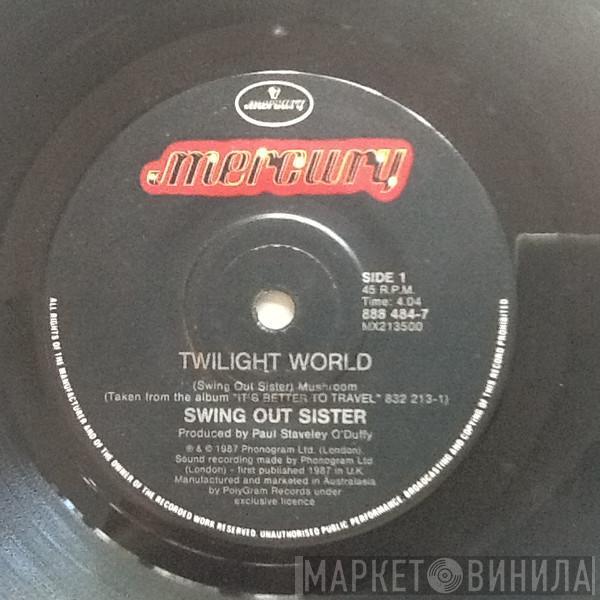 mercury
mercury
SIDE 1
45 R.P.M.
Time: 4.04
888 484-7
MX213500
TWILIGHT WORLD
(Swing Out Sister) Mushroom
(Taken from the album "IT'S BETTER TO TRAVEL" 832 213-1)
SWING OUT SISTER
Produced by Paul Staveley O'Duffy
℗ & © 1987 Phonogram Ltd. (London)
Sound recording made by Phonogram Ltd
(London) - first published 1987 in U.K.
Manufactured and marketed in Australasia
by PolyGram Records under
exclusive licence
ALL RIGHTS OF THE MANUFACTURER AND OF THE OWNER OF THE RECORDED WORK RESERVED. UNAUTHORISED PUBLIC PERFORMANCE, BROADCASTING AND COPYING OF THIS RECORD PROHIBITED
МАРКЕТ ВИНИЛА